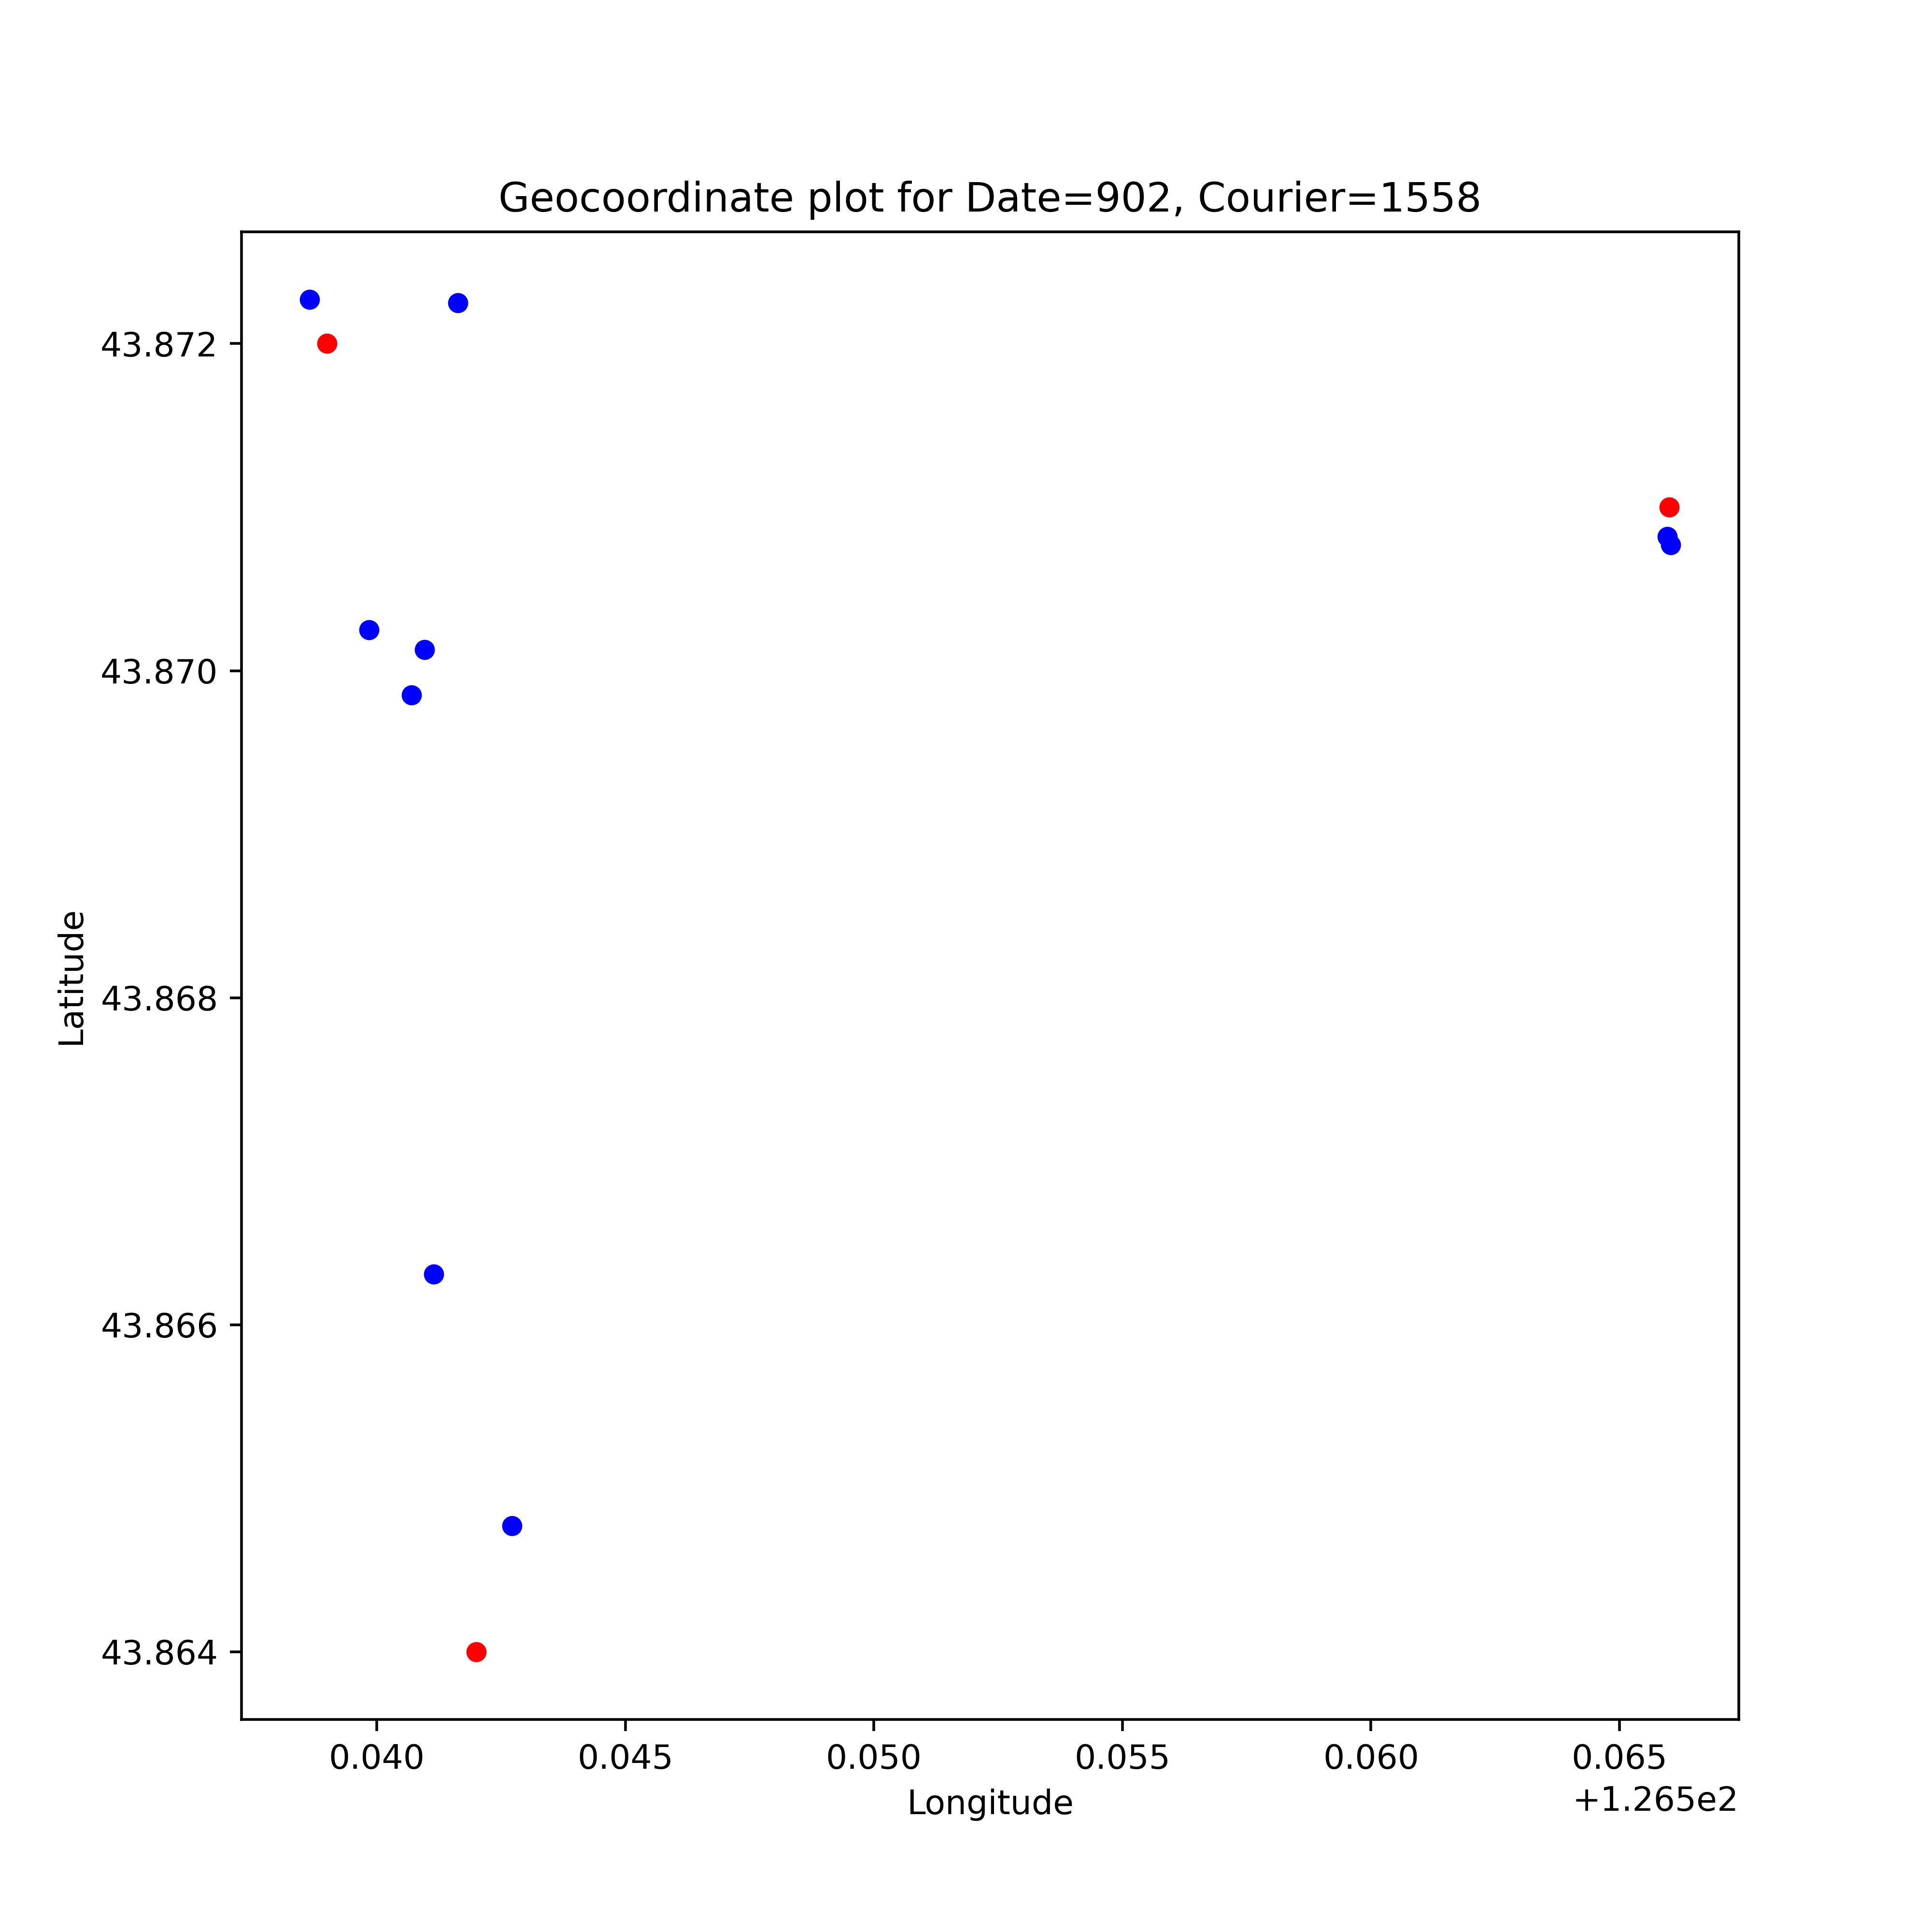 Geocoordinate plot for Date=902, Courier=1558
43.872
43.870
43.868
43.866
43.864
Latitude
0.040 0.045 0.050 0.055 0.060 0.065
+1.265e2
Longitude